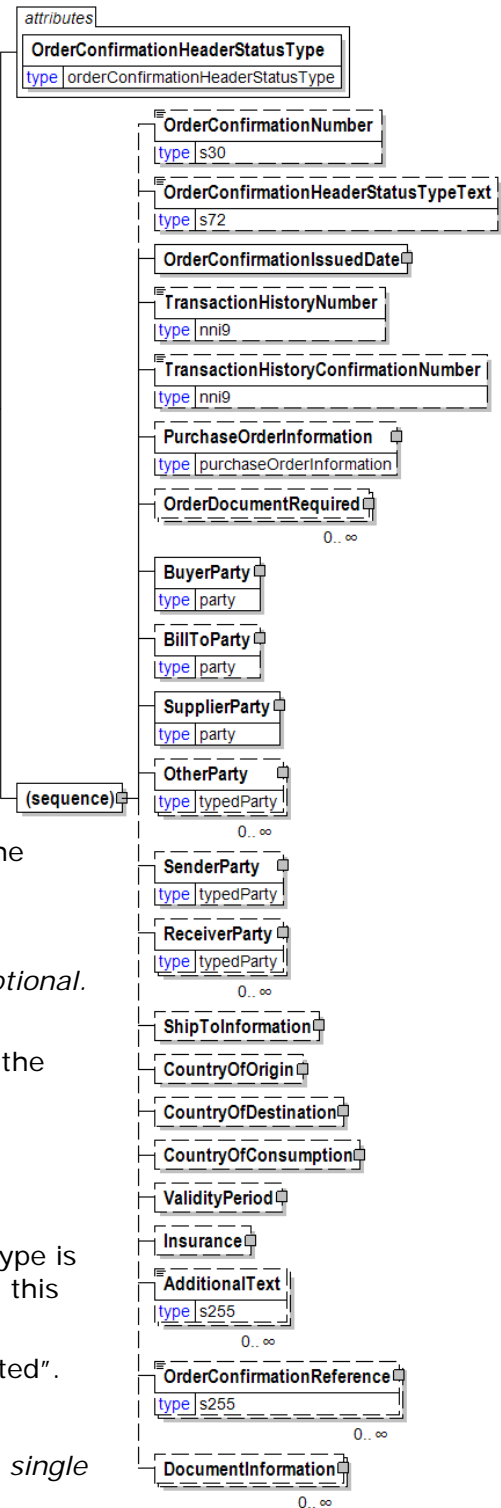 attributes
OrderConfirmationHeaderStatusType
type orderConfirmationHeaderStatusType
OrderConfirmationNumber
type s30
OrderConfirmationHeaderStatusTypeText
type s72
OrderConfirmationIssuedDate
TransactionHistoryNumber
type nni9
TransactionHistoryConfirmationNumber
type nni9
PurchaseOrderInformation
type purchaseOrderInformation
OrderDocumentRequired
0.. ∞
BuyerParty
type party
BillToParty
type party
SupplierParty
type party
OtherParty
type typedParty
0.. ∞
(sequence)
SenderParty
type typedParty
ReceiverParty
type typedParty
0.. ∞
ShipToInformation
CountryOfOrigin
CountryOfDestination
CountryOfConsumption
ValidityPeriod
Insurance
AdditionalText
type s255
0.. ∞
OrderConfirmationReference
type s255
0.. ∞
DocumentInformation
0.. ∞
the
ype is
this
ted".
single